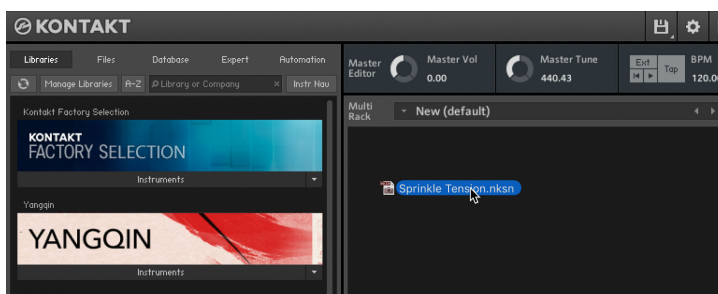 KONTAKT
Libraries Files Database Expert Automation
Manage Libraries A-Z Library or Company × Instr Nav
Kontakt Factory Selection
KONTAKT
FACTORY SELECTION
Instruments
Yangqin
YANGQIN
Instruments
Master
Editor
Master Vol
0.00
Master Tune
440.43
Ext
Tap
BPM
120.0
Multi
Rack
New (default)
Sprinkle Tension.nksn